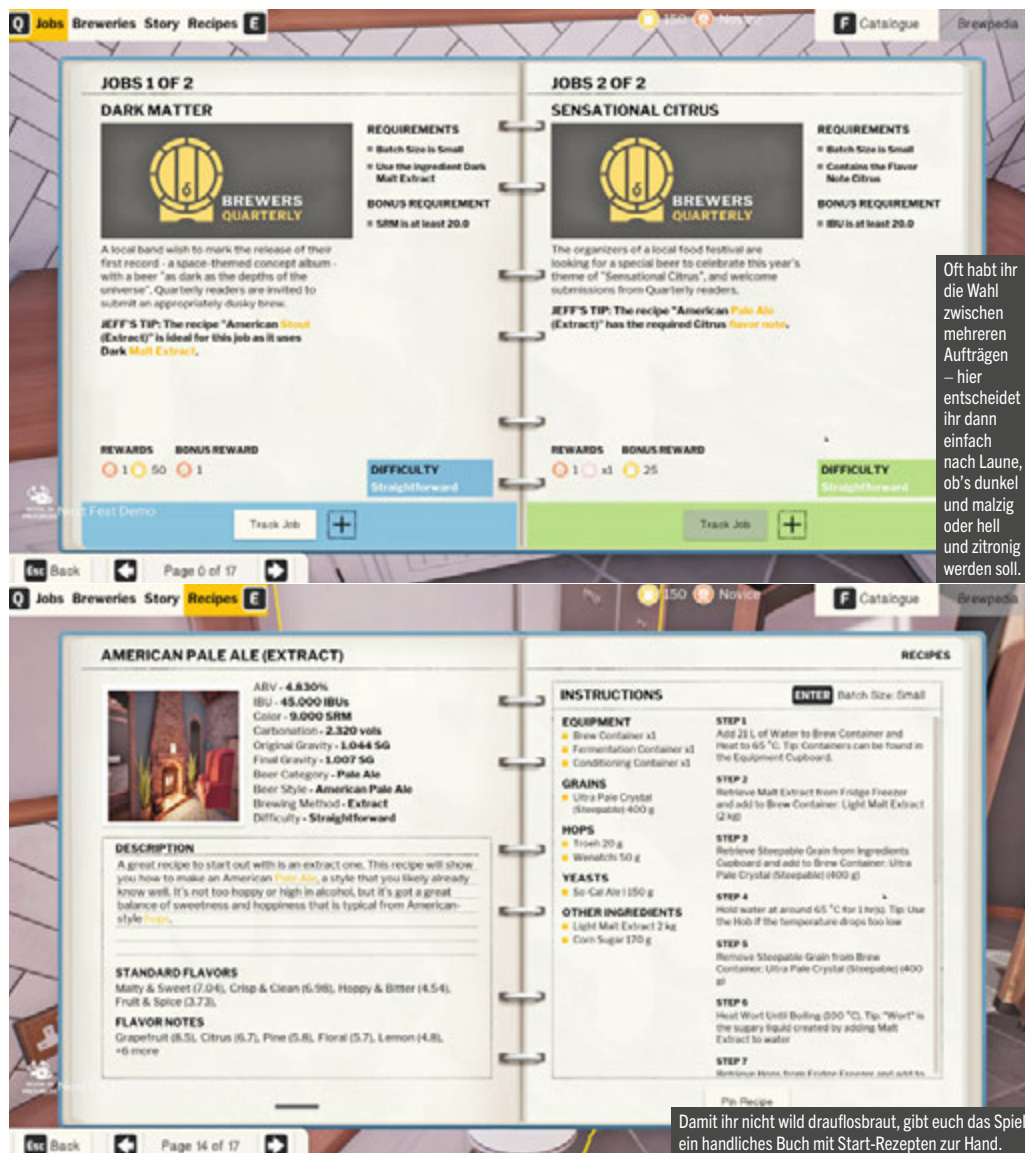 Q Jobs Breweries Story Recipes E
150 Novice
F Catalogue Brewpedia
JOBS 1 OF 2
DARK MATTER
BREWERS
QUARTERLY
REQUIREMENTS
Batch Size is Small
Use the ingredient Dark
Malt Extract
BONUS REQUIREMENT
SRM is at least 20.0
A local band wish to mark the release of their
first record - a space-themed concept album -
with a beer "as dark as the depths of the
universe". Quarterly readers are invited to
submit an appropriately dusky brew.
JEFF'S TIP: The recipe "American Stout
(Extract)" is ideal for this job as it uses
Dark Malt Extract.
REWARDS BONUS REWARD
1 50 1
DIFFICULTY
Straightforward
Next Fest Demo
Track Job
JOBS 2 OF 2
SENSATIONAL CITRUS
BREWERS
QUARTERLY
REQUIREMENTS
Batch Size is Small
Contains the Flavor
Note Citrus
BONUS REQUIREMENT
IBU is at least 20.0
The organizers of a local food festival are
looking for a special beer to celebrate this year's
theme of "Sensational Citrus", and welcome
submissions from Quarterly readers.
JEFF'S TIP: The recipe "American Pale Ale
(Extract)" has the required Citrus flavor note.
REWARDS BONUS REWARD
1 x1 25
DIFFICULTY
Straightforward
Track Job
Esc Back Page 0 of 17
Oft habt ihr
die Wahl
zwischen
mehreren
Aufträgen
– hier
entscheidet
ihr dann
einfach
nach Laune,
ob's dunkel
und malzig
oder hell
und zitronig
werden soll.
Q Jobs Breweries Story Recipes E
150 Novice
F Catalogue Brewpedia
AMERICAN PALE ALE (EXTRACT)
ABV - 4.830%
IBU - 45.000 IBUs
Color - 9.000 SRM
Carbonation - 2.320 vols
Original Gravity - 1.044 SG
Final Gravity - 1.007 SG
Beer Category - Pale Ale
Beer Style - American Pale Ale
Brewing Method - Extract
Difficulty - Straightforward
DESCRIPTION
A great recipe to start out with is an extract one. This recipe will show
you how to make an American Pale Ale, a style that you likely already
know well. It's not too hoppy or high in alcohol, but it's got a great
balance of sweetness and hoppiness that is typical from American-
style hops.
STANDARD FLAVORS
Malty & Sweet (7.04), Crisp & Clean (6.98), Hoppy & Bitter (4.54),
Fruit & Spice (3.73),
FLAVOR NOTES
Grapefruit (8.5), Citrus (6.7), Pine (5.8), Floral (5.7), Lemon (4.8),
+6 more
RECIPES
INSTRUCTIONS
ENTER Batch Size: Small
EQUIPMENT
Brew Container x1
Fermentation Container x1
Conditioning Container x1
GRAINS
Ultra Pale Crystal
(Steepable) 400 g
HOPS
Troeh 20 g
Wenatchs 50 g
YEASTS
So-Cal Ale I 150 g
OTHER INGREDIENTS
Light Malt Extract 2 kg
Corn Sugar 170 g
STEP 1
Add 21 L of Water to Brew Container and
Heat to 65 °C. Tip: Containers can be found in
the Equipment Cupboard.
STEP 2
Retrieve Malt Extract from Fridge Freezer
and add to Brew Container: Light Malt Extract
(2 kg)
STEP 3
Retrieve Steepable Grain from Ingredients
Cupboard and add to Brew Container: Ultra
Pale Crystal (Steepable) (400 g)
STEP 4
Hold water at around 65 °C for 1 hr(s). Tip: Use
the Hob if the temperature drops too low
STEP 5
Remove Steepable Grain from Brew
Container: Ultra Pale Crystal (Steepable) (400
g)
STEP 6
Heat Wort Until Boiling (100 °C). Tip: "Wort" is
the sugary liquid created by adding Malt
Extract to water
STEP 7
Retrieve Hops from Fridge Freezer and add to
Pin Recipe
Esc Back Page 14 of 17
Damit ihr nicht wild drauflosbraut, gibt euch das Spiel
ein handliches Buch mit Start-Rezepten zur Hand.